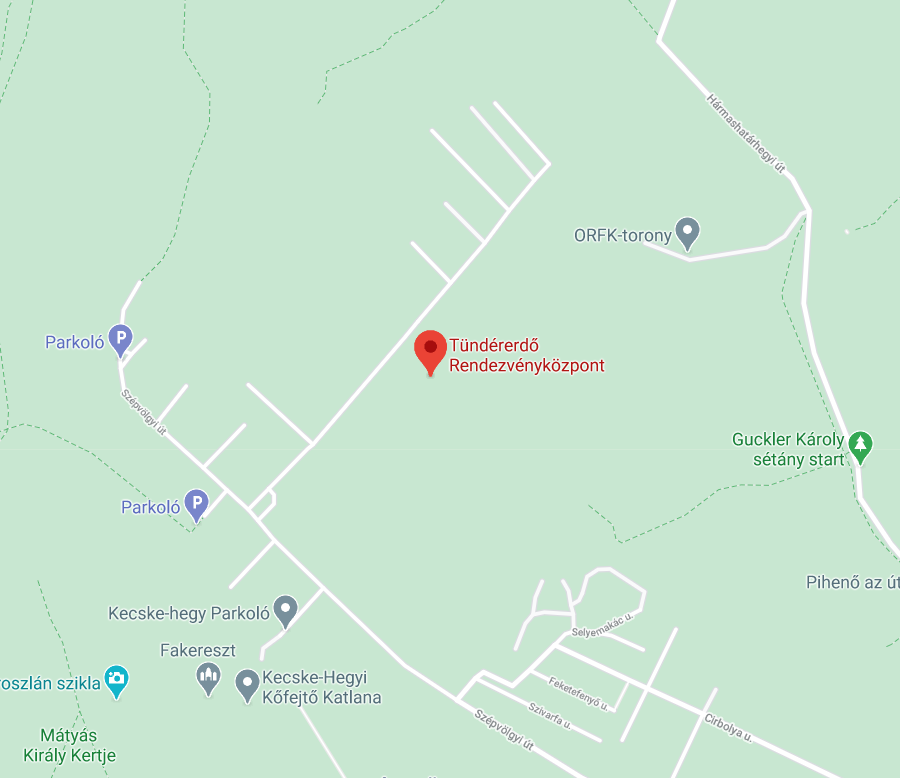 Hármashatárhegyi út
ORFK-torony
Parkoló
P
Tündérerdő
Rendezvényközpont
Szépvölgyi út
Guckler Károly
sétány start
Parkoló
P
Pihenő az út
Kecske-hegy Parkoló
Selyemakác u.
Fakereszt
roszlán szikla
Kecske-Hegyi
Kőfejtő Katlana
Feketefenyő u.
Szivarfa u.
Cirbolya u.
Szépvölgyi út
Mátyás
Király Kertje